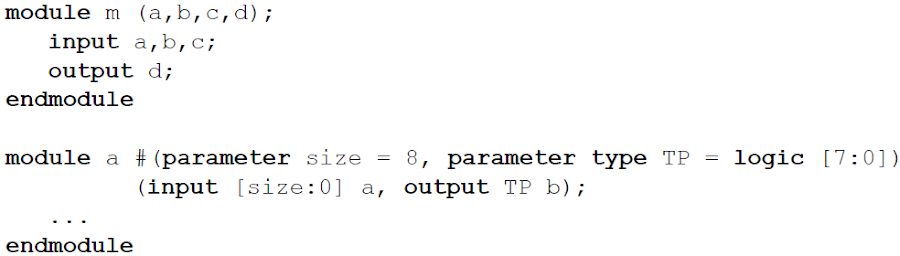 module m (a,b,c,d);
   input a,b,c;
   output d;
endmodule

module a #(parameter size = 8, parameter type TP = logic [7:0])
         (input [size:0] a, output TP b);
   ...
endmodule